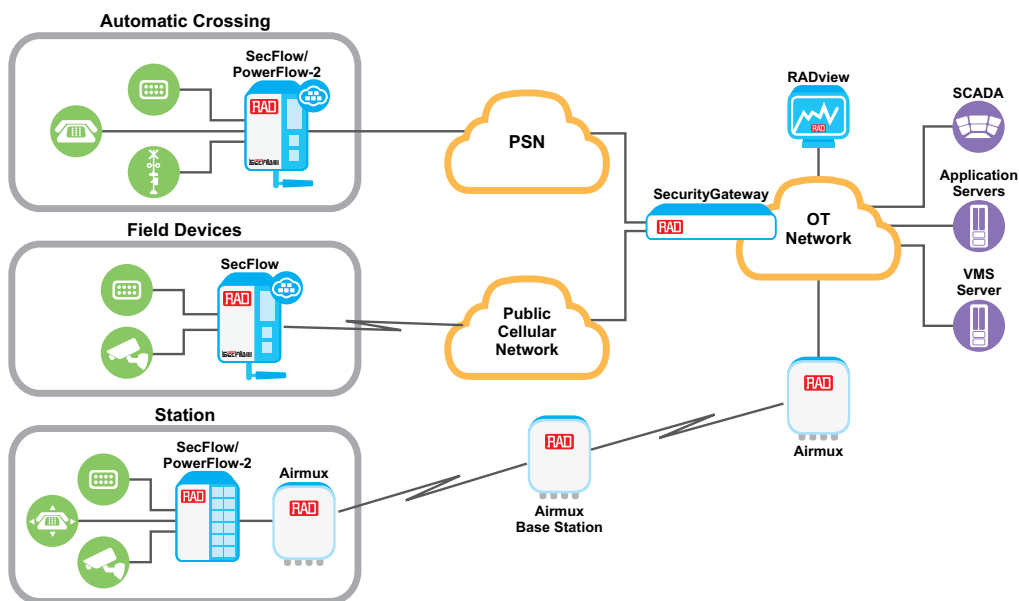 Automatic Crossing
SecFlow/
PowerFlow-2
RAD
PSN
RADview
RAD
SCADA
Application
Servers
SecurityGateway
RAD
OT
Network
VMS
Server
Field Devices
SecFlow
RAD
Public
Cellular
Network
Station
SecFlow/
PowerFlow-2
RAD
Airmux
RAD
RAD
Airmux
Base Station
RAD
Airmux